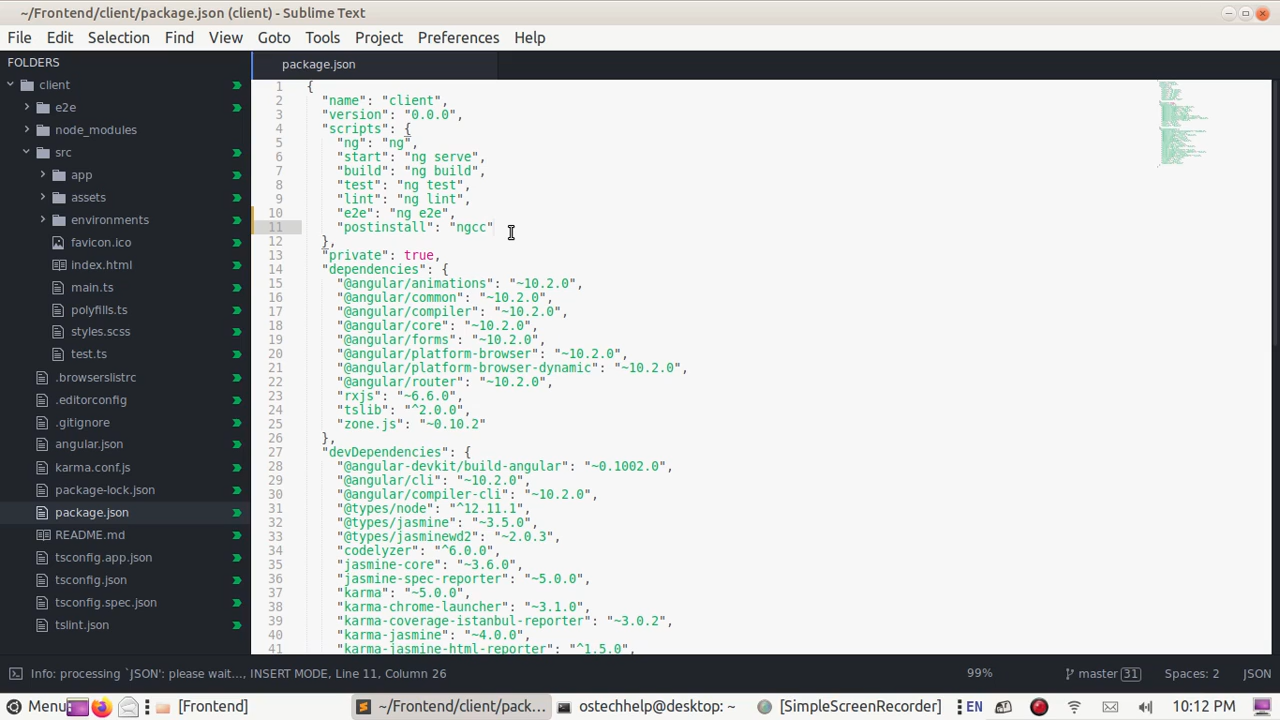 ~/Frontend/client/package.json (client) - Sublime Text
File Edit Selection Find View Goto Tools Project Preferences Help
FOLDERS
client
e2e
node_modules
src
app
assets
environments
favicon.ico
index.html
main.ts
polyfills.ts
styles.scss
test.ts
.browserslistrc
.editorconfig
.gitignore
angular.json
karma.conf.js
package-lock.json
package.json
README.md
tsconfig.app.json
tsconfig.json
tsconfig.spec.json
tslint.json
package.json
1 {
2 "name": "client",
3 "version": "0.0.0",
4 "scripts": {
5 "ng": "ng",
6 "start": "ng serve",
7 "build": "ng build",
8 "test": "ng test",
9 "lint": "ng lint",
10 "e2e": "ng e2e",
11 "postinstall": "ngcc"
12 },
13 "private": true,
14 "dependencies": {
15 "@angular/animations": "~10.2.0",
16 "@angular/common": "~10.2.0",
17 "@angular/compiler": "~10.2.0",
18 "@angular/core": "~10.2.0",
19 "@angular/forms": "~10.2.0",
20 "@angular/platform-browser": "~10.2.0",
21 "@angular/platform-browser-dynamic": "~10.2.0",
22 "@angular/router": "~10.2.0",
23 "rxjs": "~6.6.0",
24 "tslib": "^2.0.0",
25 "zone.js": "~0.10.2"
26 },
27 "devDependencies": {
28 "@angular-devkit/build-angular": "~0.1002.0",
29 "@angular/cli": "~10.2.0",
30 "@angular/compiler-cli": "~10.2.0",
31 "@types/node": "^12.11.1",
32 "@types/jasmine": "~3.5.0",
33 "@types/jasminewd2": "~2.0.3",
34 "codelyzer": "^6.0.0",
35 "jasmine-core": "~3.6.0",
36 "jasmine-spec-reporter": "~5.0.0",
37 "karma": "~5.0.0",
38 "karma-chrome-launcher": "~3.1.0",
39 "karma-coverage-istanbul-reporter": "~3.0.2",
40 "karma-jasmine": "~4.0.0",
41 "karma-jasmine-html-reporter": "^1.5.0",
Info: processing `JSON': please wait..., INSERT MODE, Line 11, Column 26 99% master 31 Spaces: 2 JSON
Menu [Frontend] ~/Frontend/client/pack... ostechhelp@desktop: ~ [SimpleScreenRecorder] EN 10:12 PM